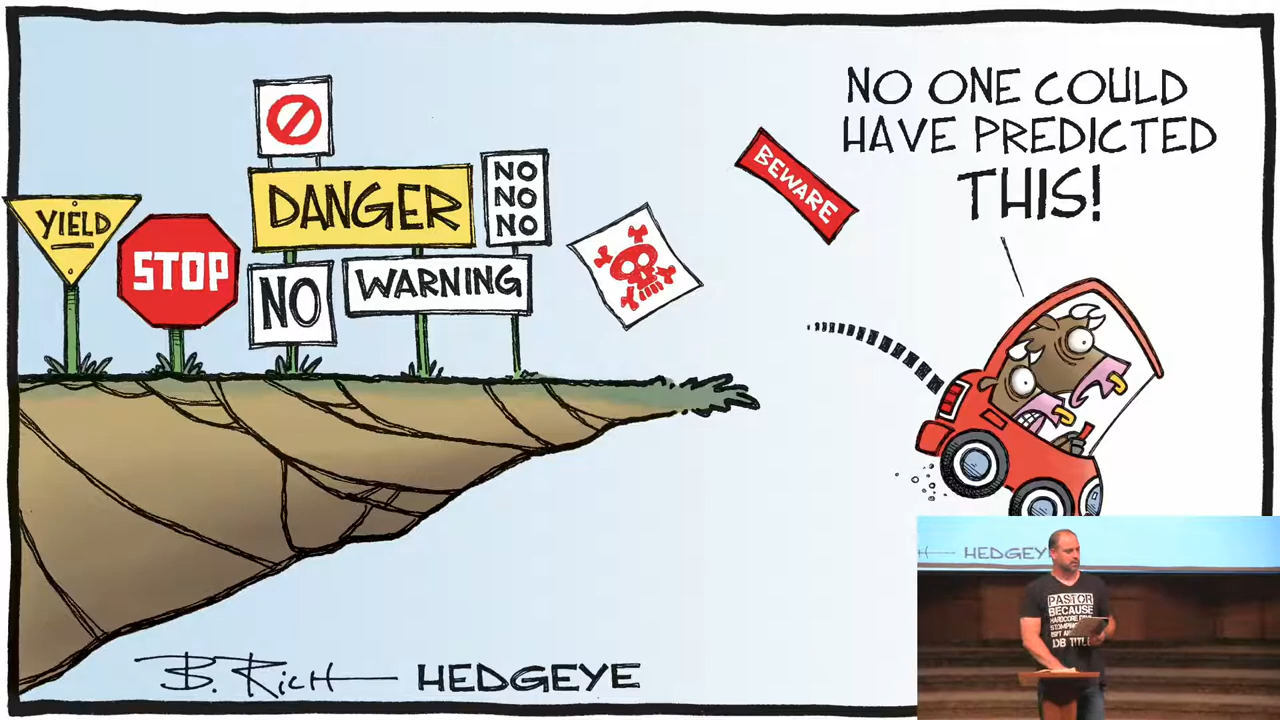 YIELD
STOP
DANGER
NO
WARNING
NO
NO
NO
BEWARE
NO ONE COULD
HAVE PREDICTED
THIS!
B. RICH HEDGEYE
HEDGEYE
PASTOR
BECAUSE
HARDCORE